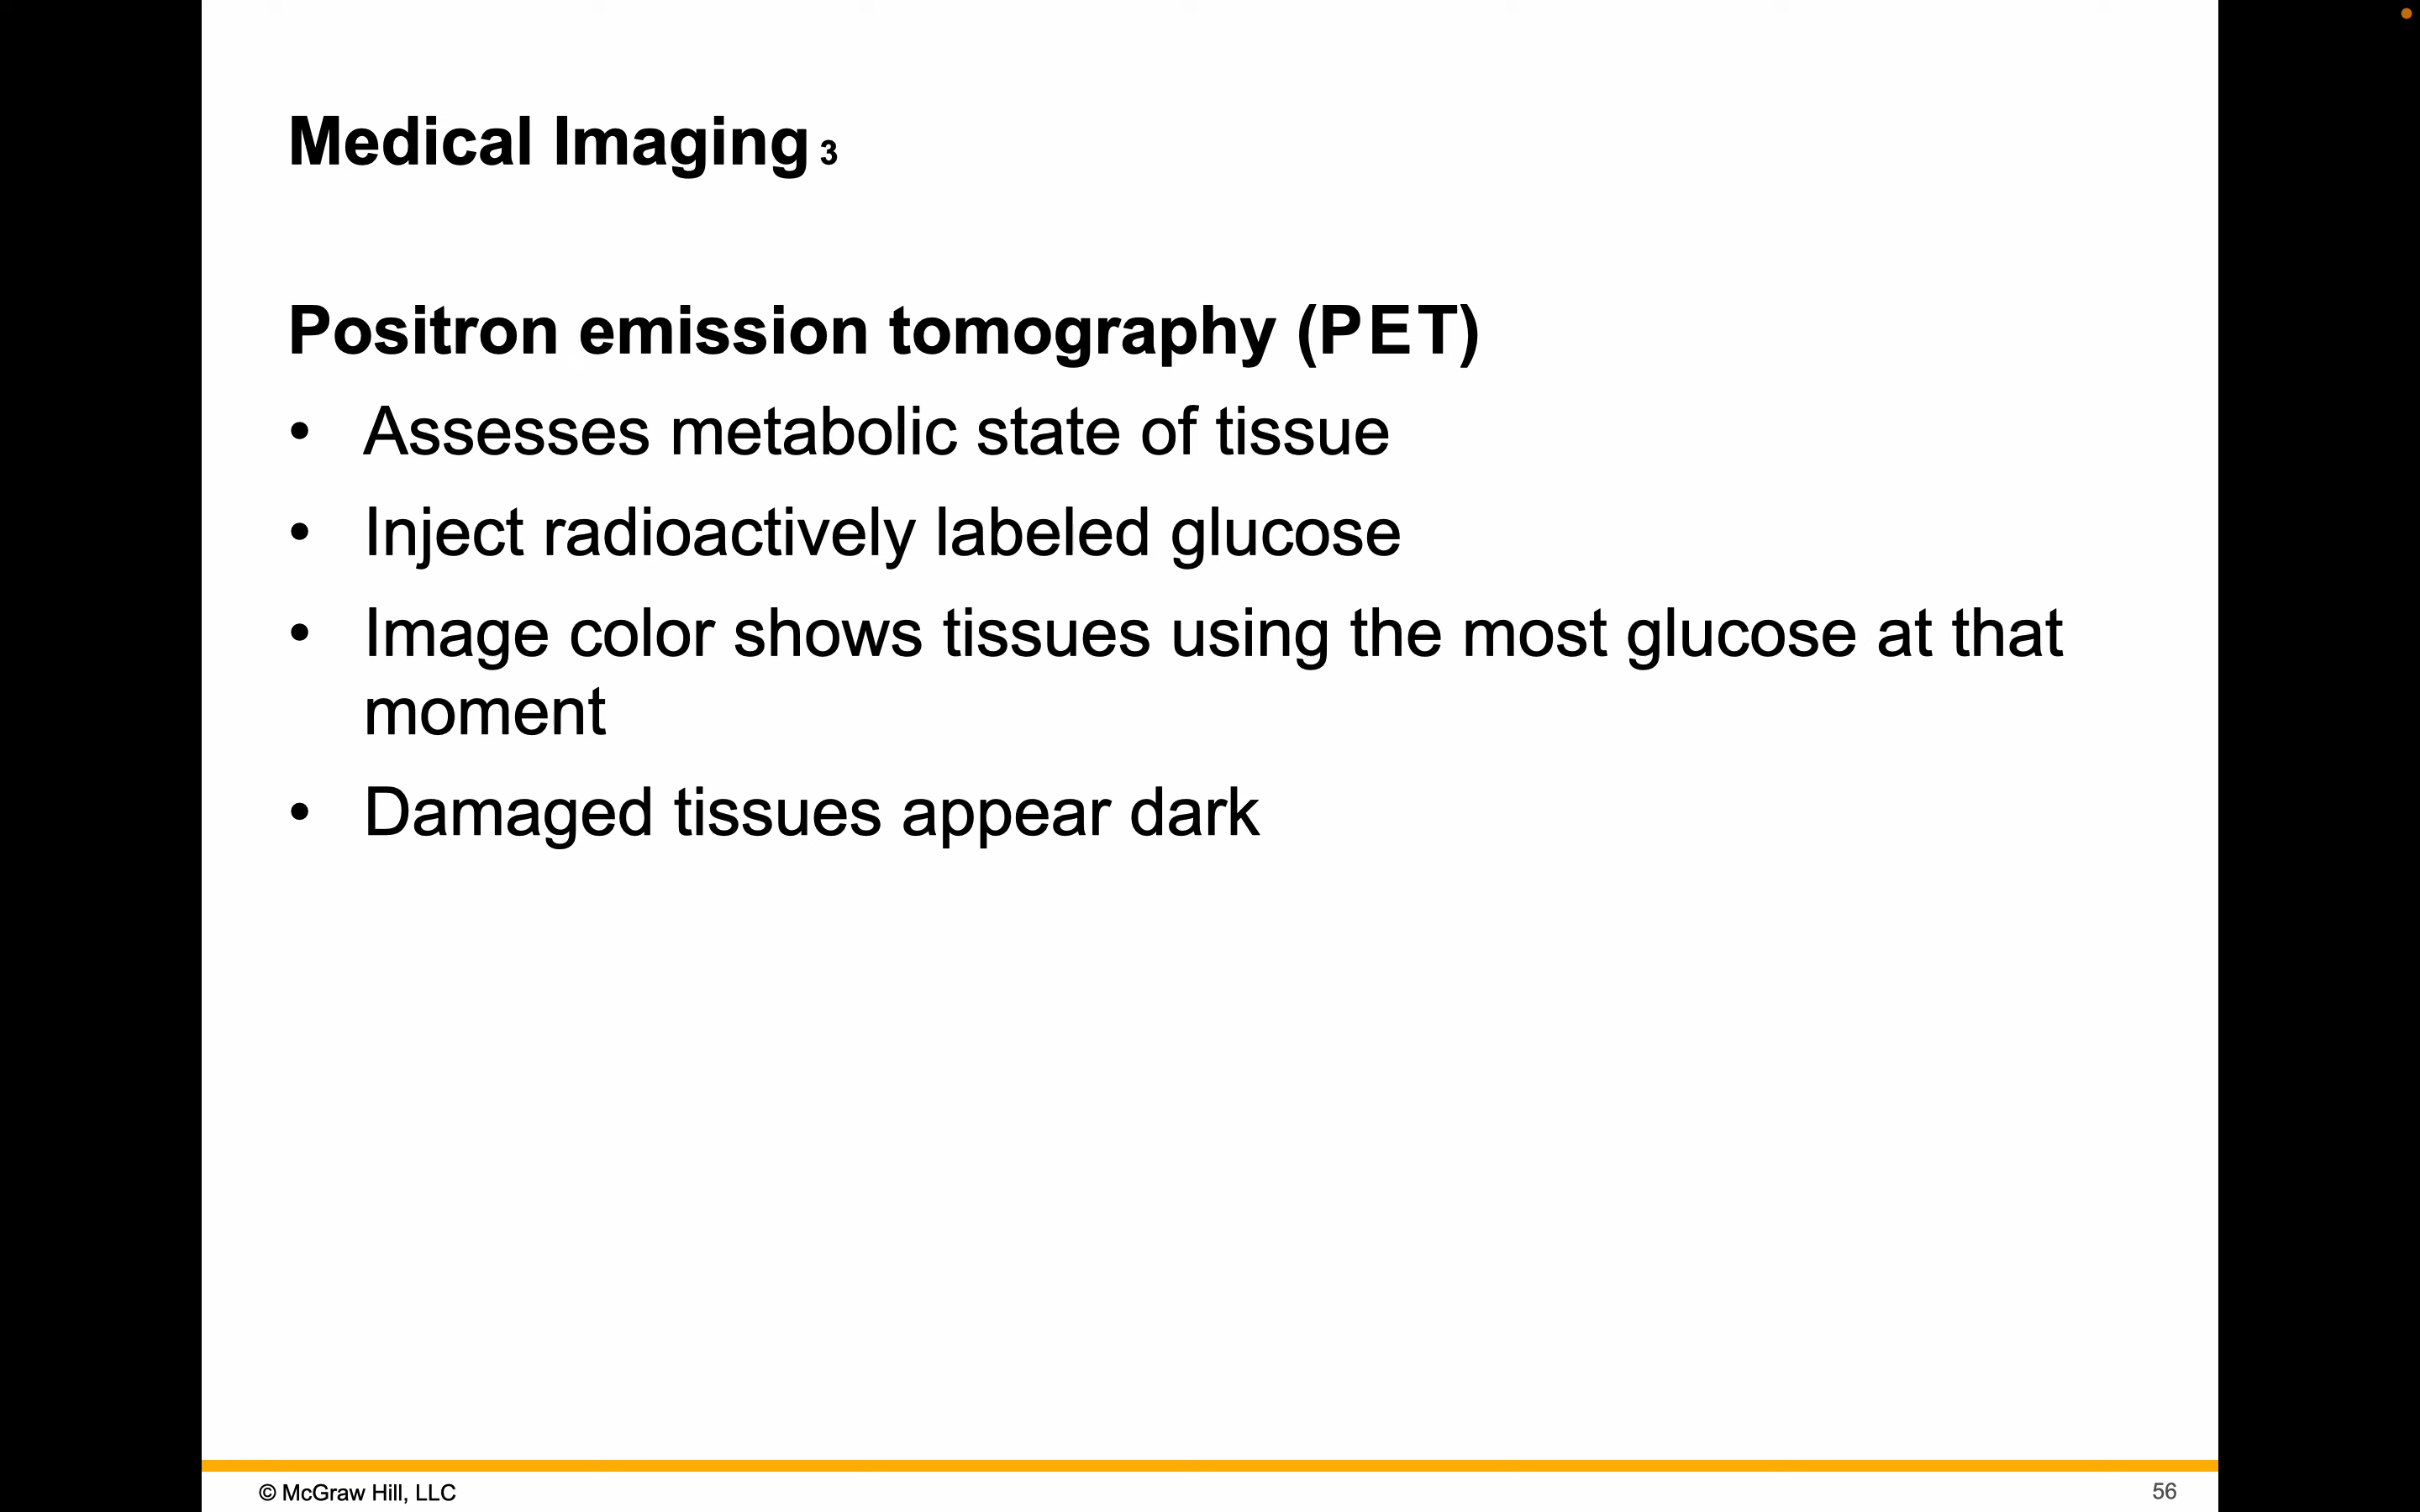 Medical Imaging 3
Positron emission tomography (PET)
• Assesses metabolic state of tissue
• Inject radioactively labeled glucose
• Image color shows tissues using the most glucose at that
moment
• Damaged tissues appear dark
© McGraw Hill, LLC
56